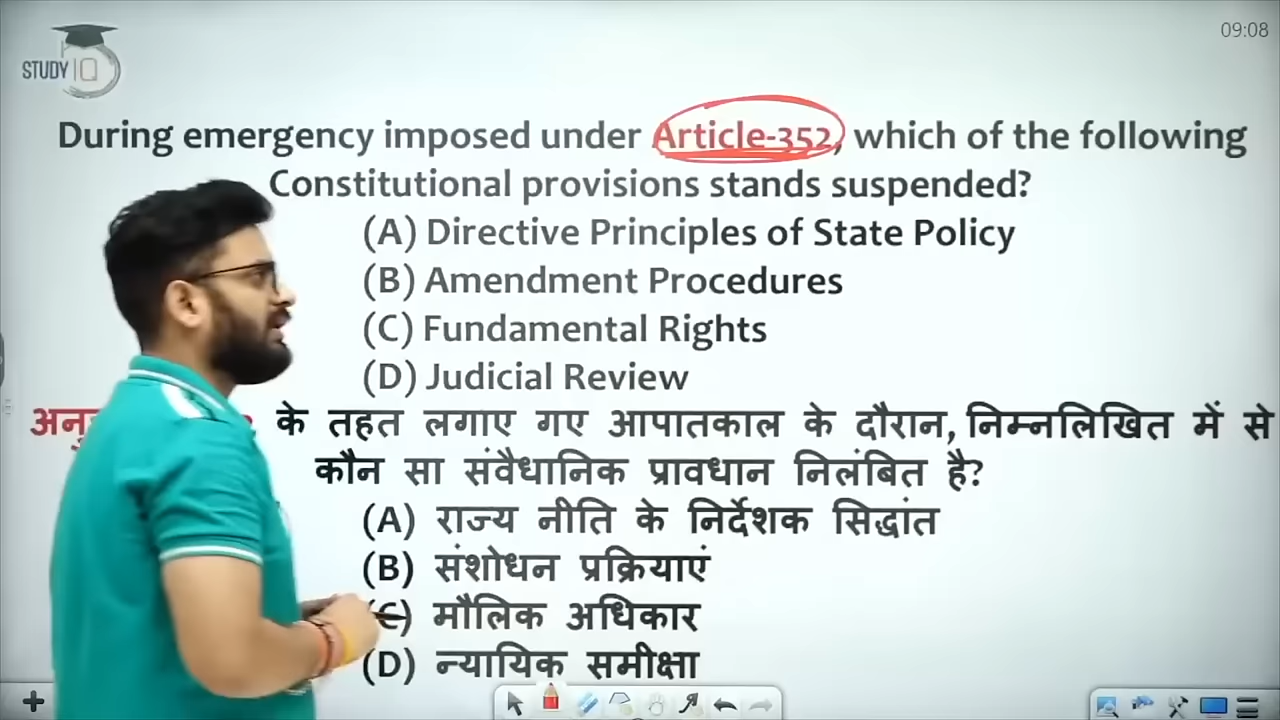 STUDY IQ
09:08
During emergency imposed under Article-352, which of the following
Constitutional provisions stands suspended?
(A) Directive Principles of State Policy
(B) Amendment Procedures
(C) Fundamental Rights
(D) Judicial Review
के तहत लगाए गए आपातकाल के दौरान, निम्नलिखित में से
कौन सा संवैधानिक प्रावधान निलंबित है?
(A) राज्य नीति के निर्देशक सिद्धांत
(B) संशोधन प्रक्रियाएं
(C) मौलिक अधिकार
(D) न्यायिक समीक्षा